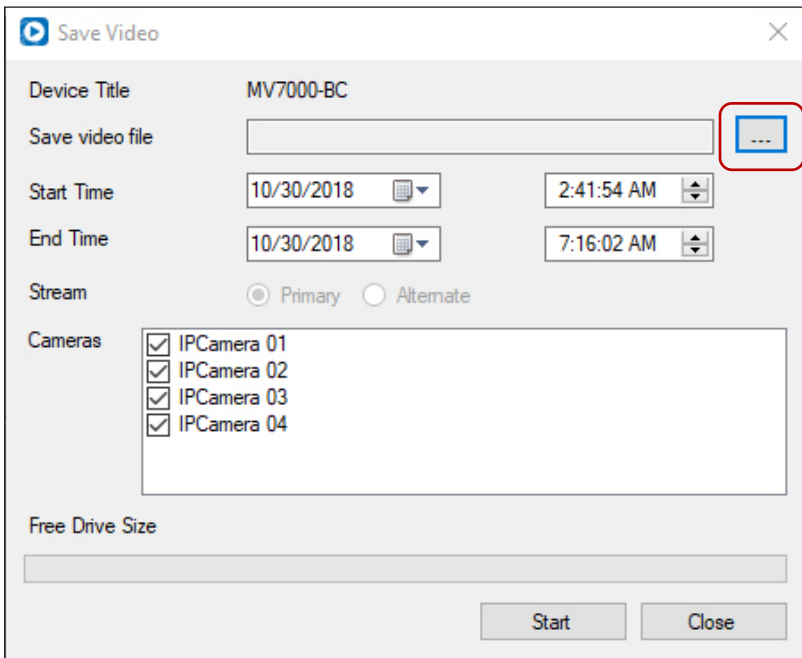 Save Video
Device Title MV7000-BC
Save video file ...
Start Time 10/30/2018 2:41:54 AM
End Time 10/30/2018 7:16:02 AM
Stream Primary Alternate
Cameras IPCamera 01
IPCamera 02
IPCamera 03
IPCamera 04
Free Drive Size
Start Close